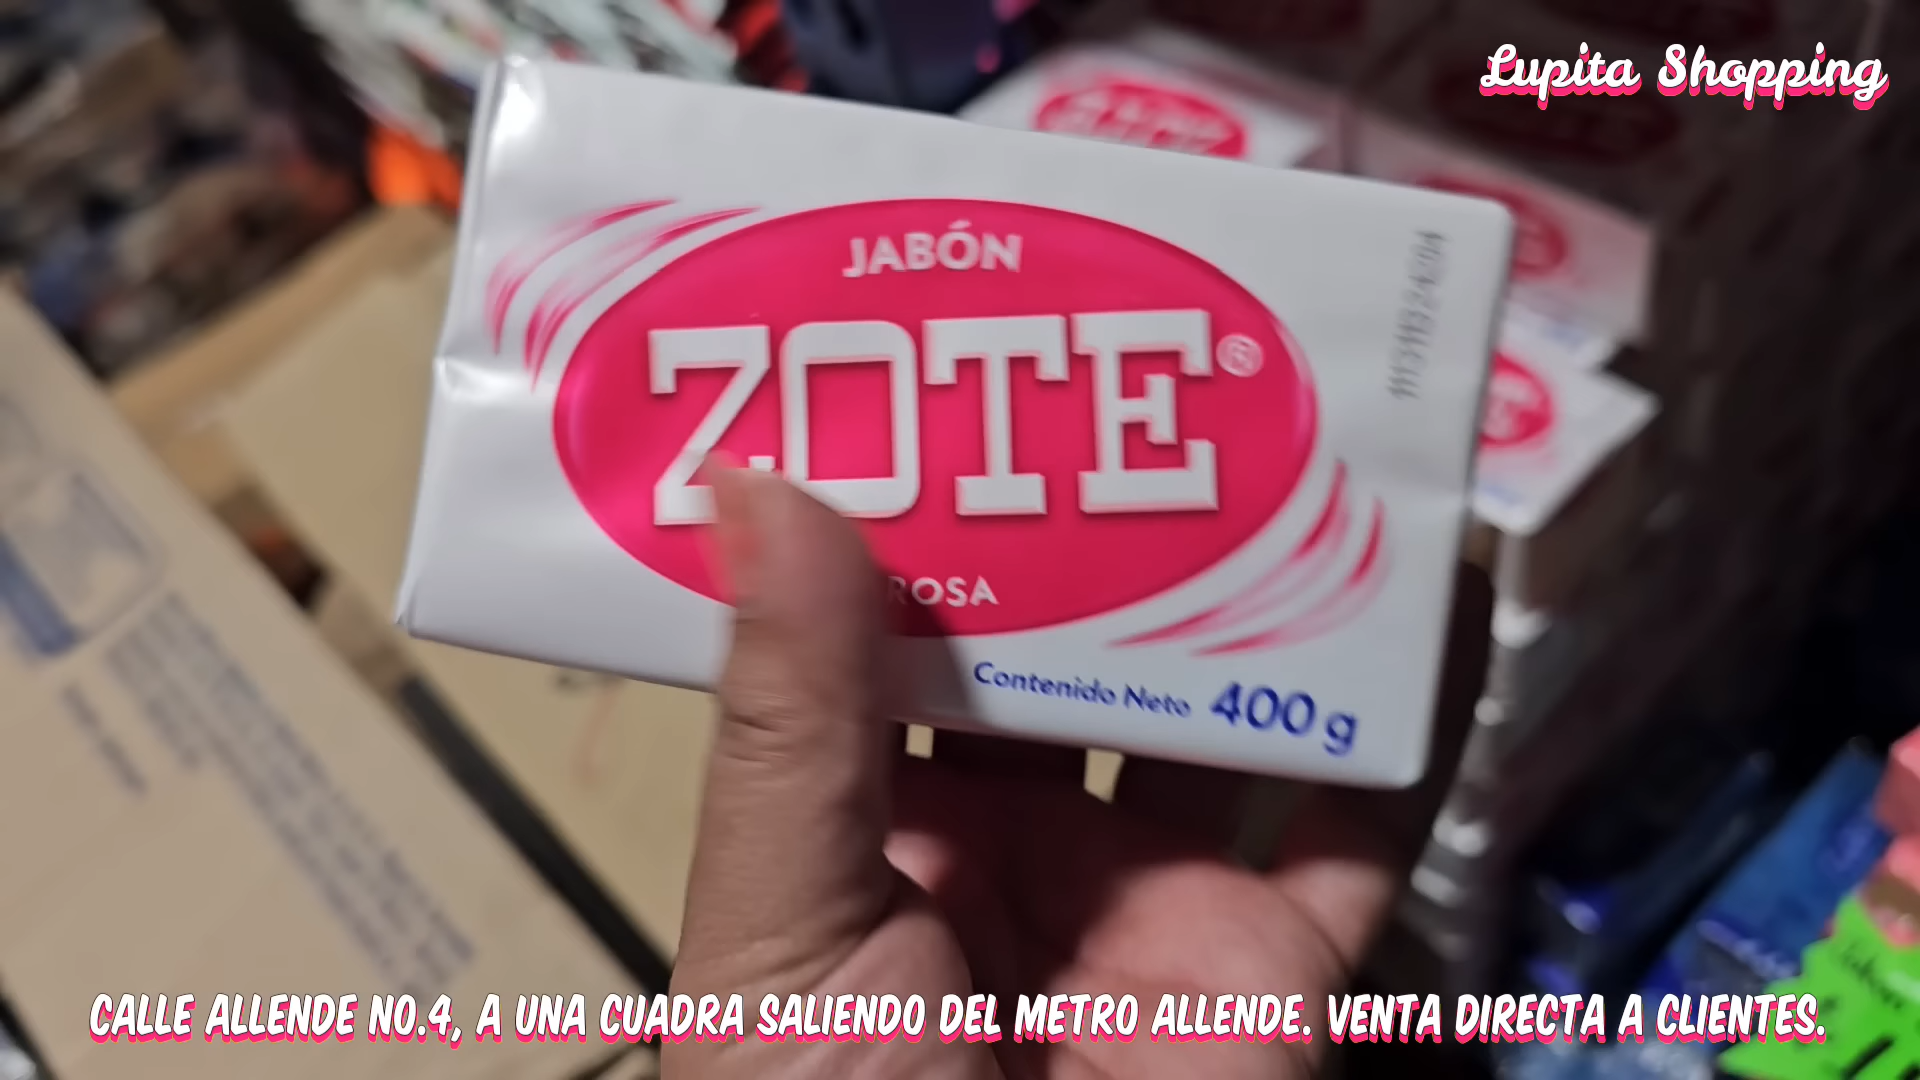 Lupita Shopping
JABÓN
ZOTE®
ROSA
Contenido Neto 400 g
CALLE ALLENDE NO.4, A UNA CUADRA SALIENDO DEL METRO ALLENDE. VENTA DIRECTA A CLIENTES.